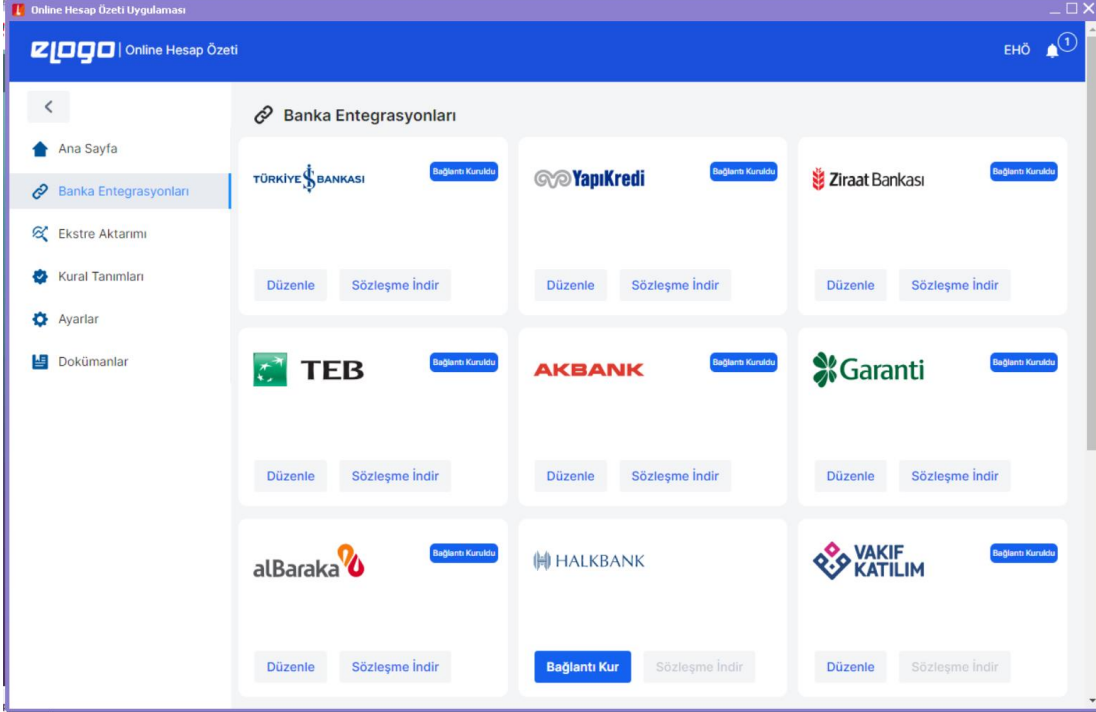 Online Hesap Özeti Uygulaması
eLOGO | Online Hesap Özeti
EHÖ 1
Banka Entegrasyonları
Ana Sayfa
Banka Entegrasyonları
Ekstre Aktarımı
Kural Tanımları
Ayarlar
Dokümanlar
TÜRKİYE İŞ BANKASI Bağlantı Kuruldu
YapıKredi Bağlantı Kuruldu
Ziraat Bankası Bağlantı Kuruldu
Düzenle Sözleşme İndir
Düzenle Sözleşme İndir
Düzenle Sözleşme İndir
TEB Bağlantı Kuruldu
AKBANK Bağlantı Kuruldu
Garanti Bağlantı Kuruldu
Düzenle Sözleşme İndir
Düzenle Sözleşme İndir
Düzenle Sözleşme İndir
alBaraka Bağlantı Kuruldu
HALKBANK
VAKIF
KATILIM
Bağlantı Kuruldu
Düzenle Sözleşme İndir
Bağlantı Kur Sözleşme İndir
Düzenle Sözleşme İndir